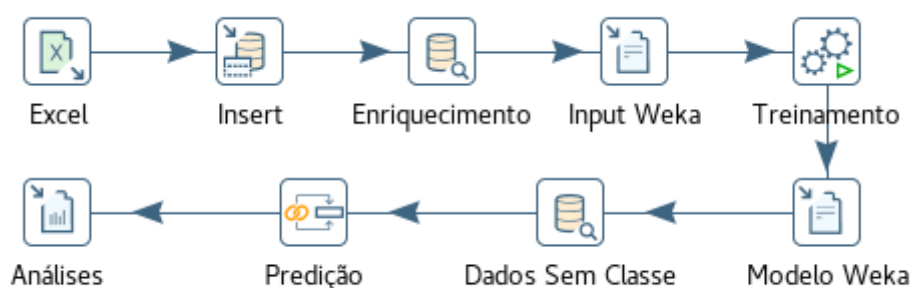 Excel Insert Enriquecimento Input Weka Treinamento
Análises Predição Dados Sem Classe Modelo Weka